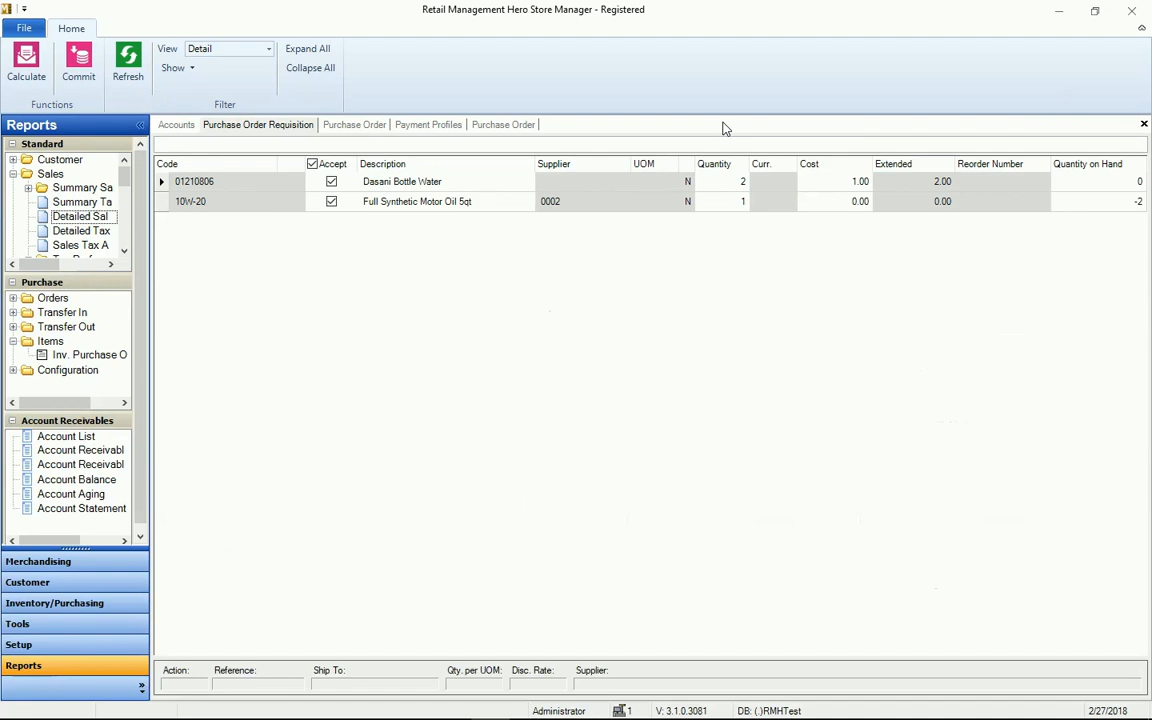 Retail Management Hero Store Manager - Registered
File Home
Calculate Commit Refresh
View Detail
Show
Expand All
Collapse All
Functions Filter
Reports
Accounts Purchase Order Requisition Purchase Order Payment Profiles Purchase Order
Standard
Customer
Sales
Summary Sa
Summary Ta
Detailed Sal
Detailed Tax
Sales Tax A
Code Accept Description Supplier UOM Quantity Curr. Cost Extended Reorder Number Quantity on Hand
01210806 Dasani Bottle Water N 2 1.00 2.00 0
10W-20 Full Synthetic Motor Oil 5qt 0002 N 1 0.00 0.00 -2
Purchase
Orders
Transfer In
Transfer Out
Items
Inv. Purchase O
Configuration
Account Receivables
Account List
Account Receivabl
Account Receivabl
Account Balance
Account Aging
Account Statement
Merchandising
Customer
Inventory/Purchasing
Tools
Setup
Reports
Action: Reference: Ship To: Qty. per UOM: Disc. Rate: Supplier:
Administrator 1 V: 3.1.0.3081 DB: (.)RMHTest 2/27/2018